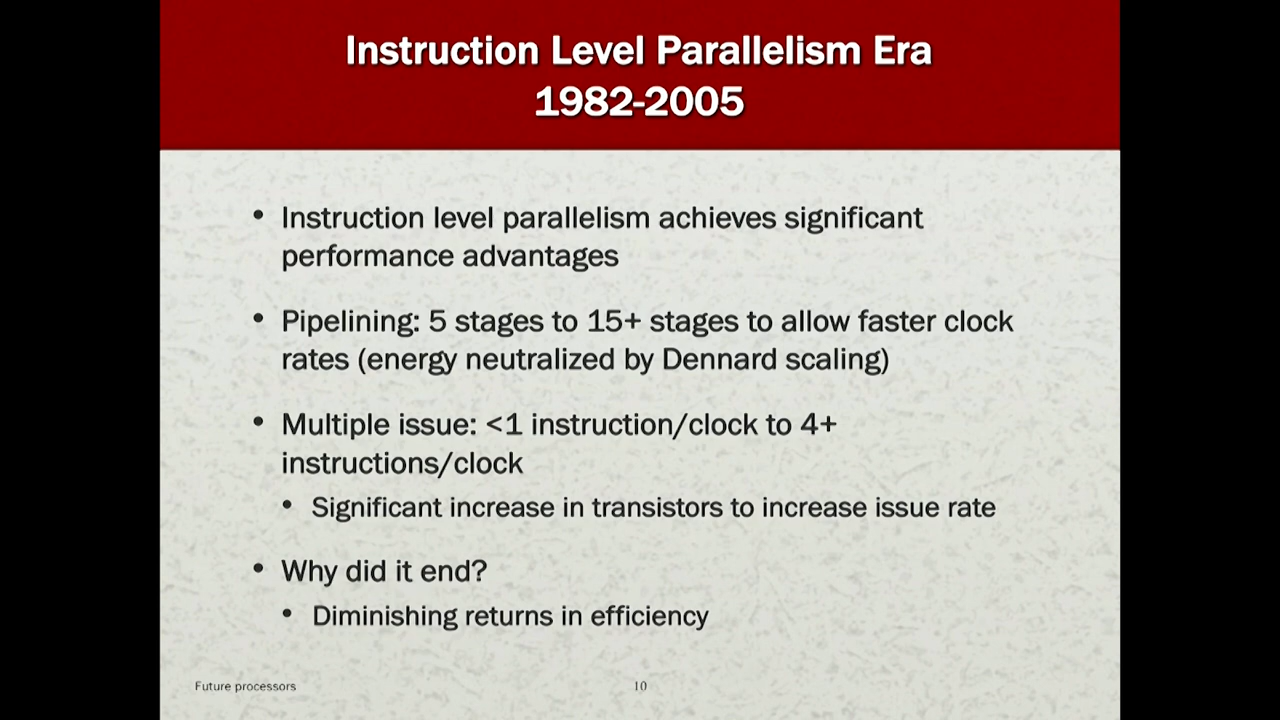 Instruction Level Parallelism Era
1982-2005
• Instruction level parallelism achieves significant
performance advantages
• Pipelining: 5 stages to 15+ stages to allow faster clock
rates (energy neutralized by Dennard scaling)
• Multiple issue: <1 instruction/clock to 4+
instructions/clock
• Significant increase in transistors to increase issue rate
• Why did it end?
• Diminishing returns in efficiency
Future processors
10